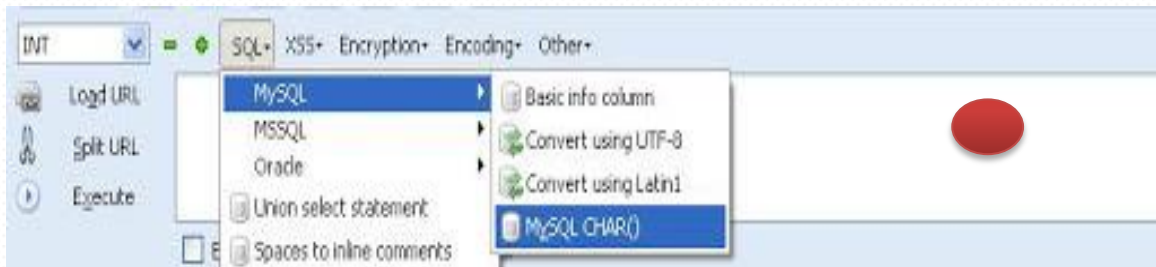 INT SQL XSS Encryption Encoding Other
Load URL
Split URL
Execute
MySQL
MSSQL
Oracle
Union select statement
Spaces to inline comments
Basic info column
Convert using UTF-8
Convert using Latin1
MySQL CHAR()